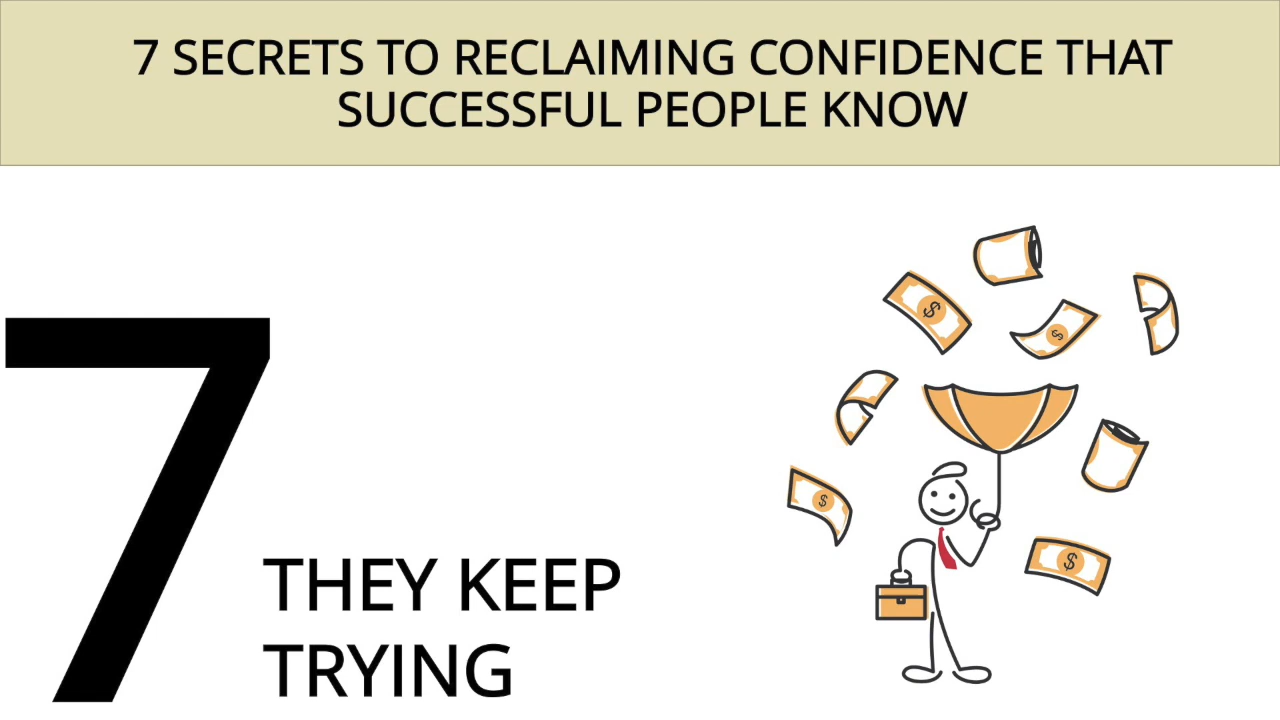 7 SECRETS TO RECLAIMING CONFIDENCE THAT
SUCCESSFUL PEOPLE KNOW
7
THEY KEEP
TRYING
$
$
$
$